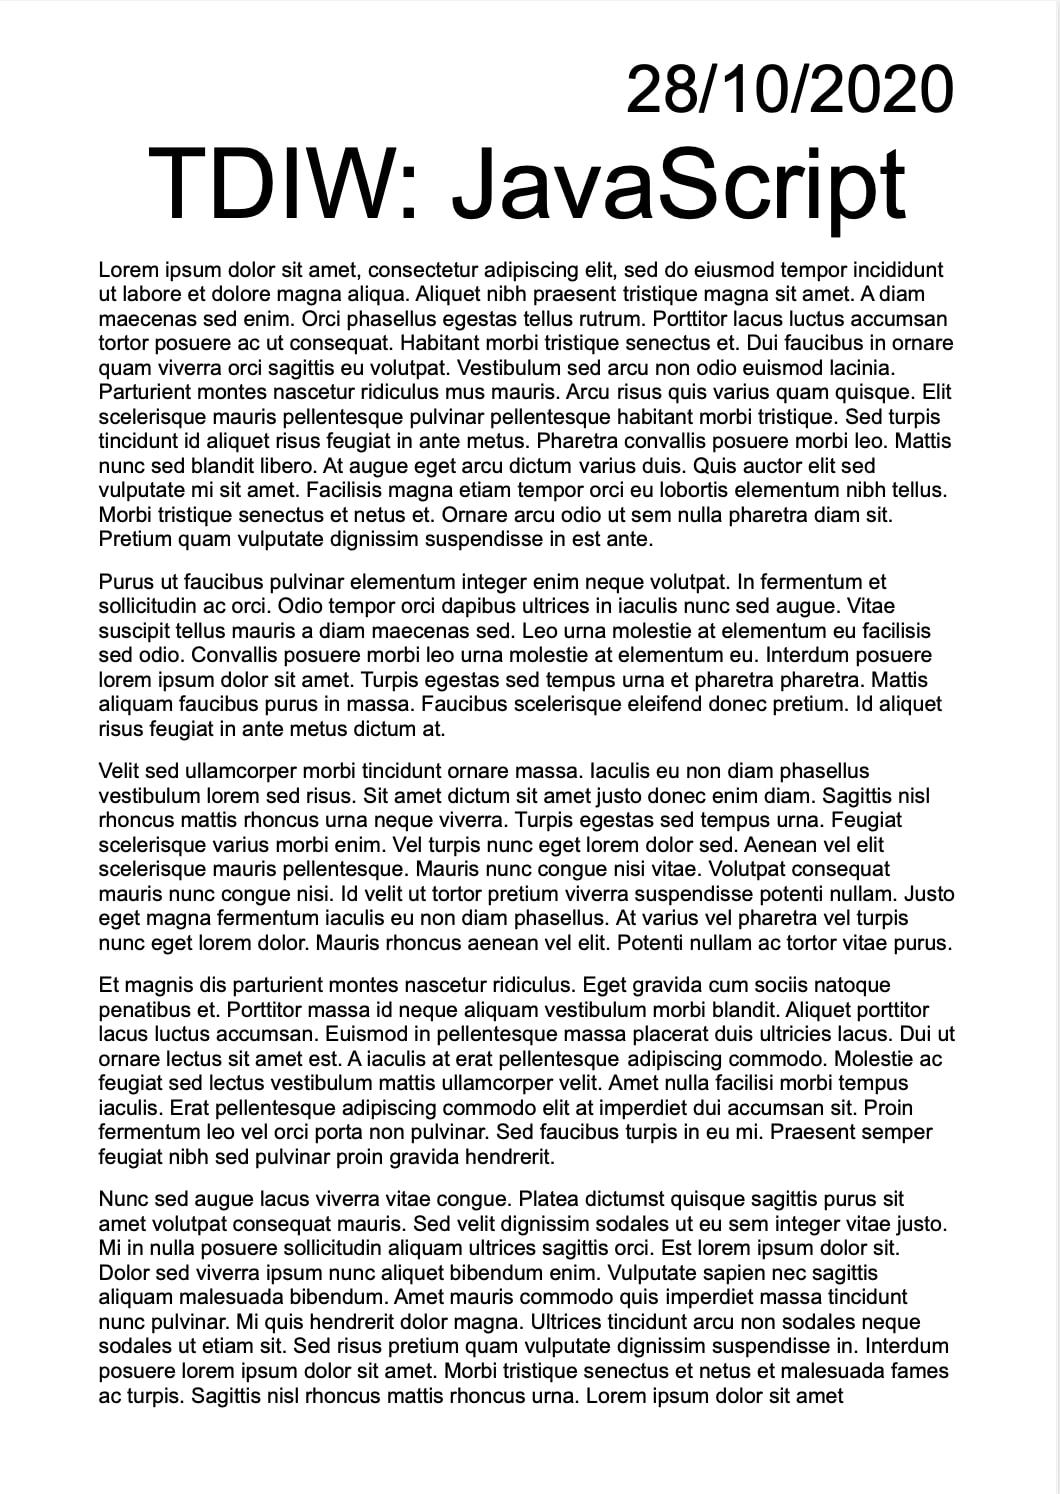 28/10/2020
TDIW: JavaScript
Lorem ipsum dolor sit amet, consectetur adipiscing elit, sed do eiusmod tempor incididunt
ut labore et dolore magna aliqua. Aliquet nibh praesent tristique magna sit amet. A diam
maecenas sed enim. Orci phasellus egestas tellus rutrum. Porttitor lacus luctus accumsan
tortor posuere ac ut consequat. Habitant morbi tristique senectus et. Dui faucibus in ornare
quam viverra orci sagittis eu volutpat. Vestibulum sed arcu non odio euismod lacinia.
Parturient montes nascetur ridiculus mus mauris. Arcu risus quis varius quam quisque. Elit
scelerisque mauris pellentesque pulvinar pellentesque habitant morbi tristique. Sed turpis
tincidunt id aliquet risus feugiat in ante metus. Pharetra convallis posuere morbi leo. Mattis
nunc sed blandit libero. At augue eget arcu dictum varius duis. Quis auctor elit sed
vulputate mi sit amet. Facilisis magna etiam tempor orci eu lobortis elementum nibh tellus.
Morbi tristique senectus et netus et. Ornare arcu odio ut sem nulla pharetra diam sit.
Pretium quam vulputate dignissim suspendisse in est ante.
Purus ut faucibus pulvinar elementum integer enim neque volutpat. In fermentum et
sollicitudin ac orci. Odio tempor orci dapibus ultrices in iaculis nunc sed augue. Vitae
suscipit tellus mauris a diam maecenas sed. Leo urna molestie at elementum eu facilisis
sed odio. Convallis posuere morbi leo urna molestie at elementum eu. Interdum posuere
lorem ipsum dolor sit amet. Turpis egestas sed tempus urna et pharetra pharetra. Mattis
aliquam faucibus purus in massa. Faucibus scelerisque eleifend donec pretium. Id aliquet
risus feugiat in ante metus dictum at.
Velit sed ullamcorper morbi tincidunt ornare massa. Iaculis eu non diam phasellus
vestibulum lorem sed risus. Sit amet dictum sit amet justo donec enim diam. Sagittis nisl
rhoncus mattis rhoncus urna neque viverra. Turpis egestas sed tempus urna. Feugiat
scelerisque varius morbi enim. Vel turpis nunc eget lorem dolor sed. Aenean vel elit
scelerisque mauris pellentesque. Mauris nunc congue nisi vitae. Volutpat consequat
mauris nunc congue nisi. Id velit ut tortor pretium viverra suspendisse potenti nullam. Justo
eget magna fermentum iaculis eu non diam phasellus. At varius vel pharetra vel turpis
nunc eget lorem dolor. Mauris rhoncus aenean vel elit. Potenti nullam ac tortor vitae purus.
Et magnis dis parturient montes nascetur ridiculus. Eget gravida cum sociis natoque
penatibus et. Porttitor massa id neque aliquam vestibulum morbi blandit. Aliquet porttitor
lacus luctus accumsan. Euismod in pellentesque massa placerat duis ultricies lacus. Dui ut
ornare lectus sit amet est. A iaculis at erat pellentesque adipiscing commodo. Molestie ac
feugiat sed lectus vestibulum mattis ullamcorper velit. Amet nulla facilisi morbi tempus
iaculis. Erat pellentesque adipiscing commodo elit at imperdiet dui accumsan sit. Proin
fermentum leo vel orci porta non pulvinar. Sed faucibus turpis in eu mi. Praesent semper
feugiat nibh sed pulvinar proin gravida hendrerit.
Nunc sed augue lacus viverra vitae congue. Platea dictumst quisque sagittis purus sit
amet volutpat consequat mauris. Sed velit dignissim sodales ut eu sem integer vitae justo.
Mi in nulla posuere sollicitudin aliquam ultrices sagittis orci. Est lorem ipsum dolor sit.
Dolor sed viverra ipsum nunc aliquet bibendum enim. Vulputate sapien nec sagittis
aliquam malesuada bibendum. Amet mauris commodo quis imperdiet massa tincidunt
nunc pulvinar. Mi quis hendrerit dolor magna. Ultrices tincidunt arcu non sodales neque
sodales ut etiam sit. Sed risus pretium quam vulputate dignissim suspendisse in. Interdum
posuere lorem ipsum dolor sit amet. Morbi tristique senectus et netus et malesuada fames
ac turpis. Sagittis nisl rhoncus mattis rhoncus urna. Lorem ipsum dolor sit amet